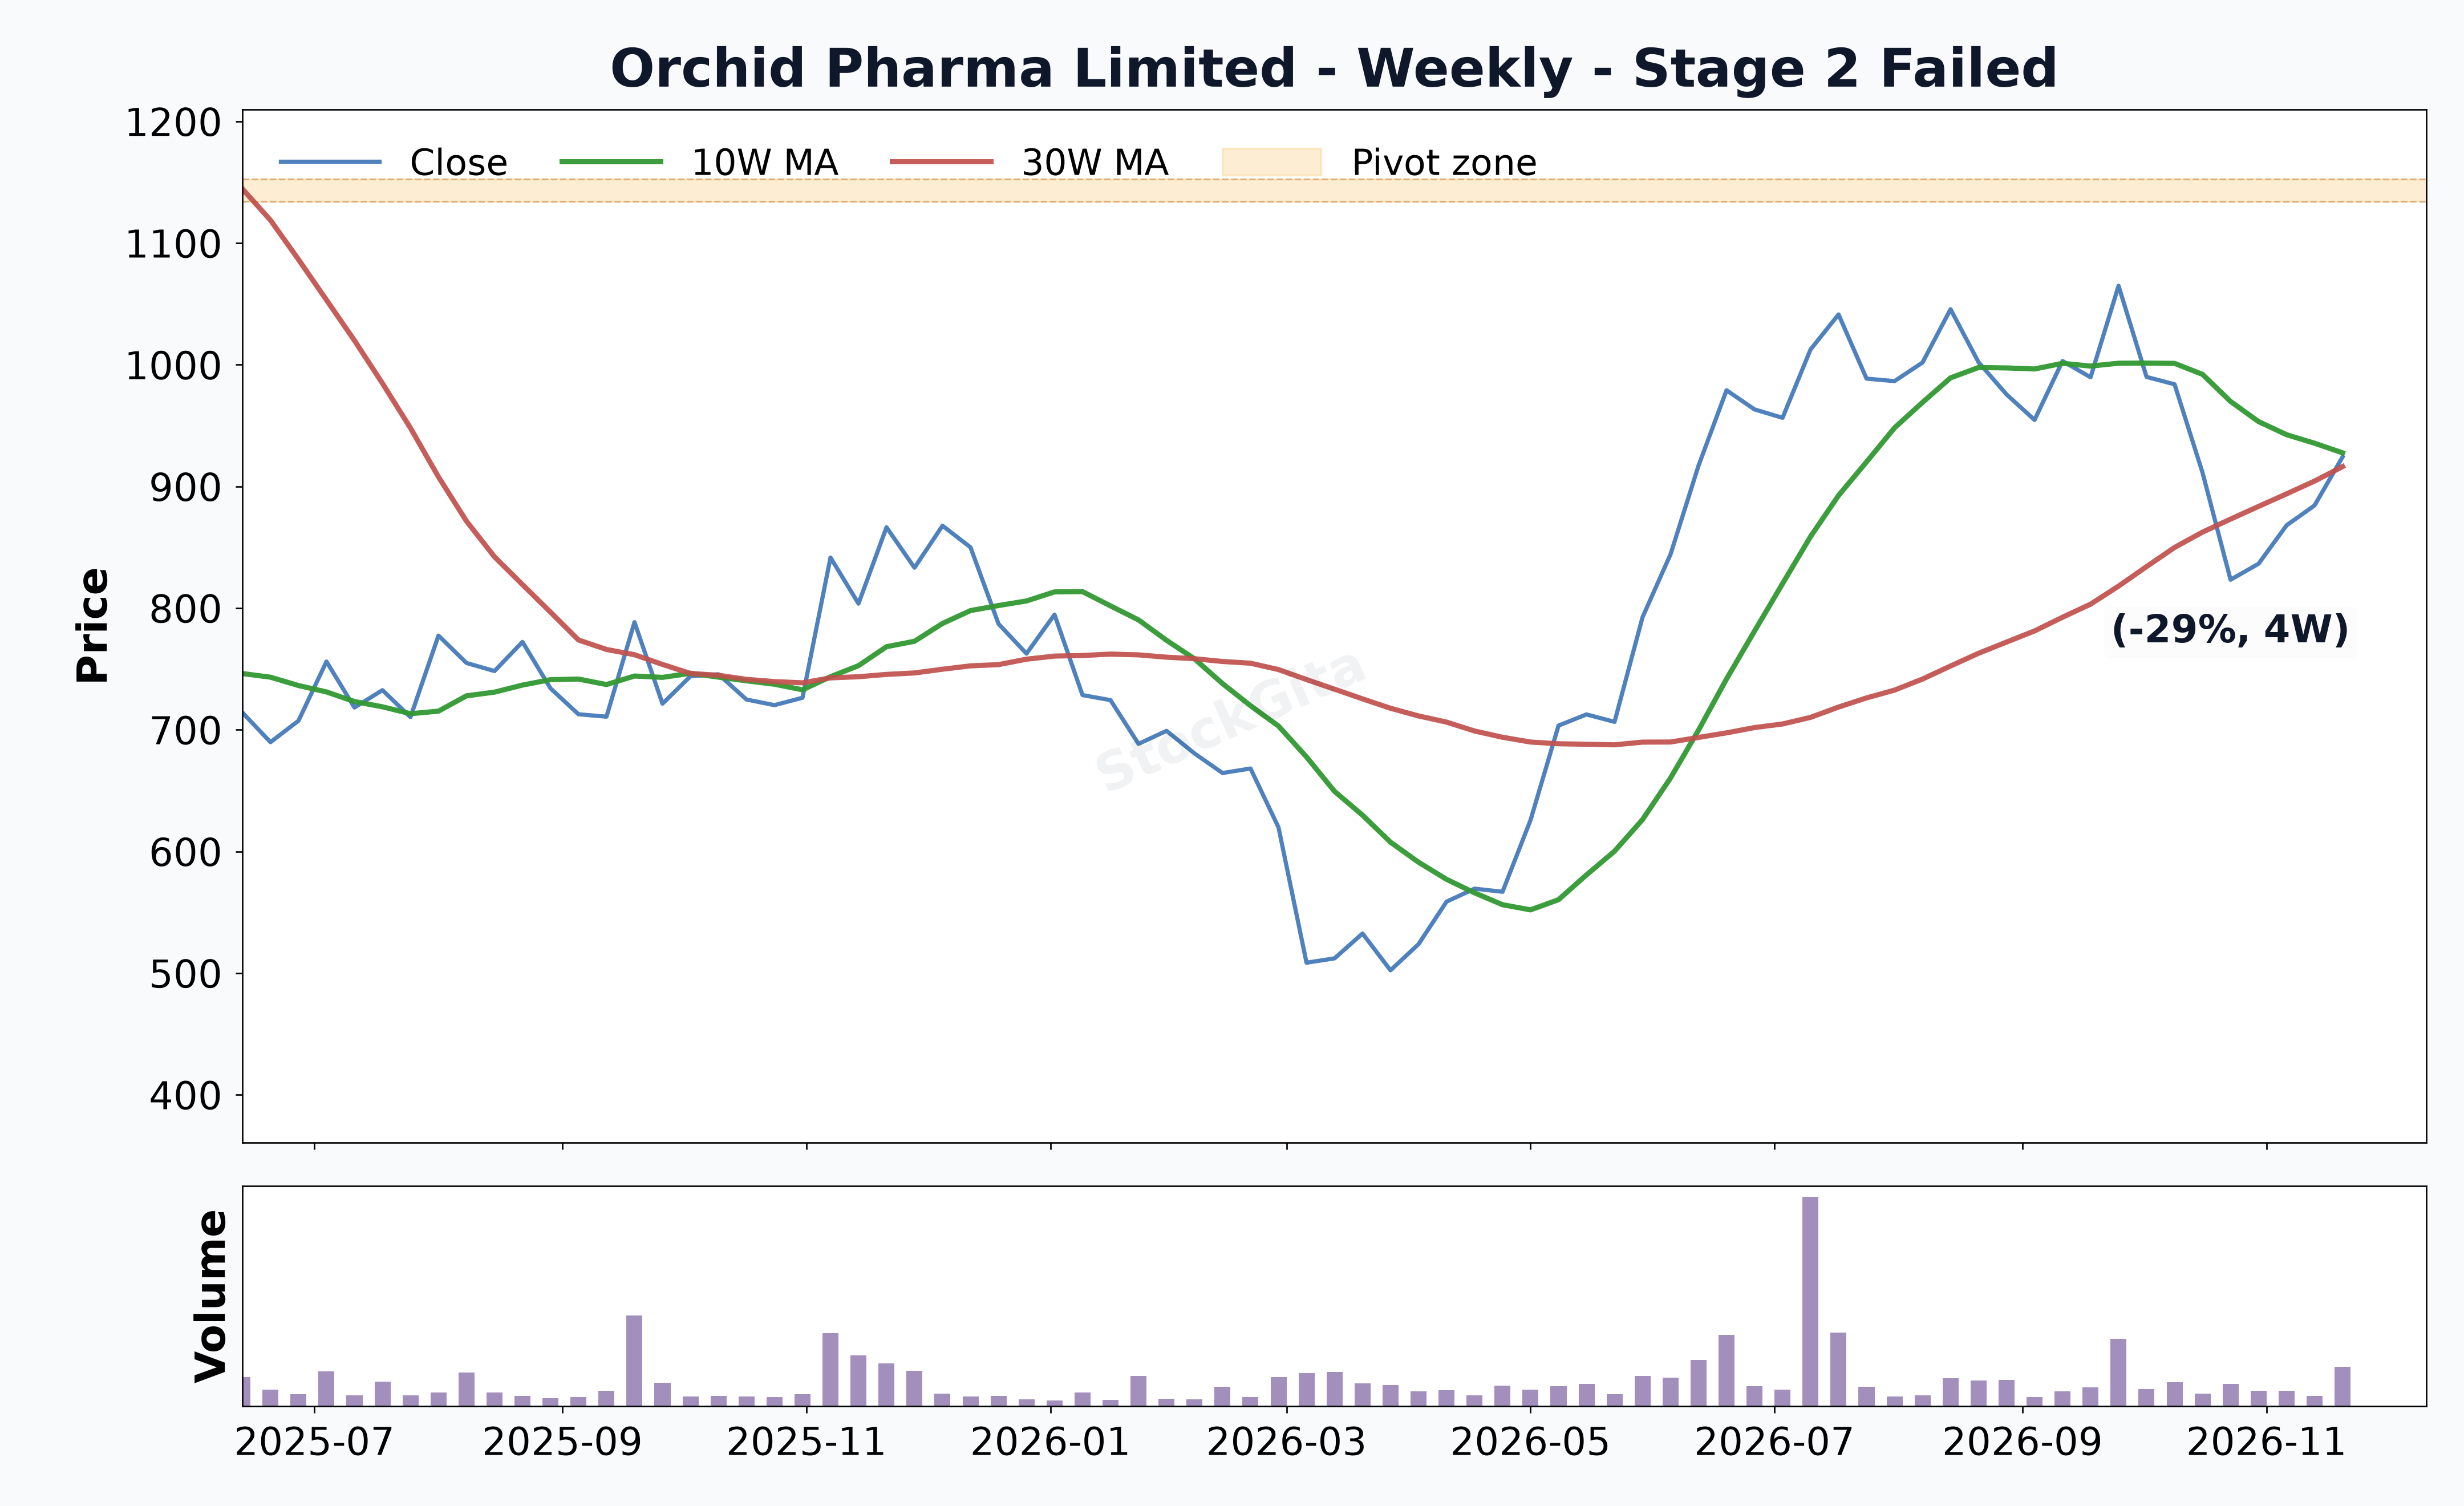 Orchid Pharma Limited - Weekly - Stage 2 Failed
Close 10W MA 30W MA Pivot zone
1200
1100
1000
900
800
700
600
500
400
Price
(-29%, 4W)
StockGita
Volume
2025-07 2025-09 2025-11 2026-01 2026-03 2026-05 2026-07 2026-09 2026-11